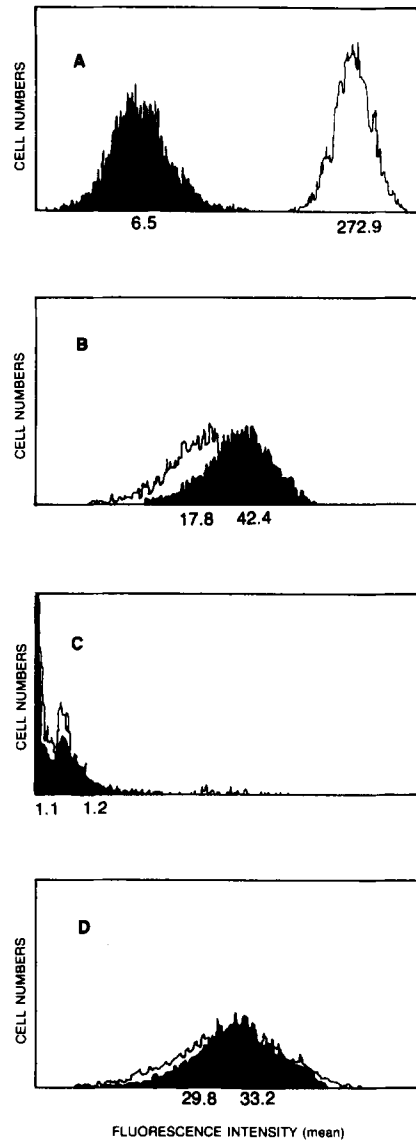 A
CELL NUMBERS
6.5 272.9
B
CELL NUMBERS
17.8 42.4
C
CELL NUMBERS
1.1 1.2
D
CELL NUMBERS
29.8 33.2
FLUORESCENCE INTENSITY (mean)